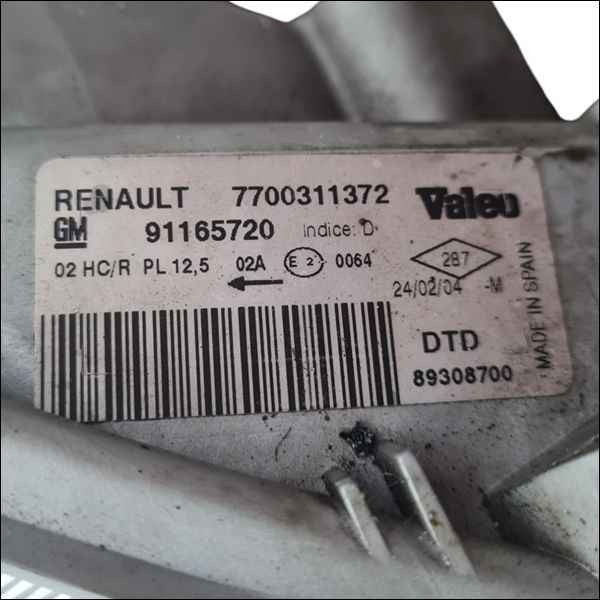 RENAULT 7700311372 Valeo
GM 91165720 Indice: D
02 HC/R PL 12,5 02A E2 0064 287
24/02/04 -M
DTD
89308700
MADE IN SPAIN